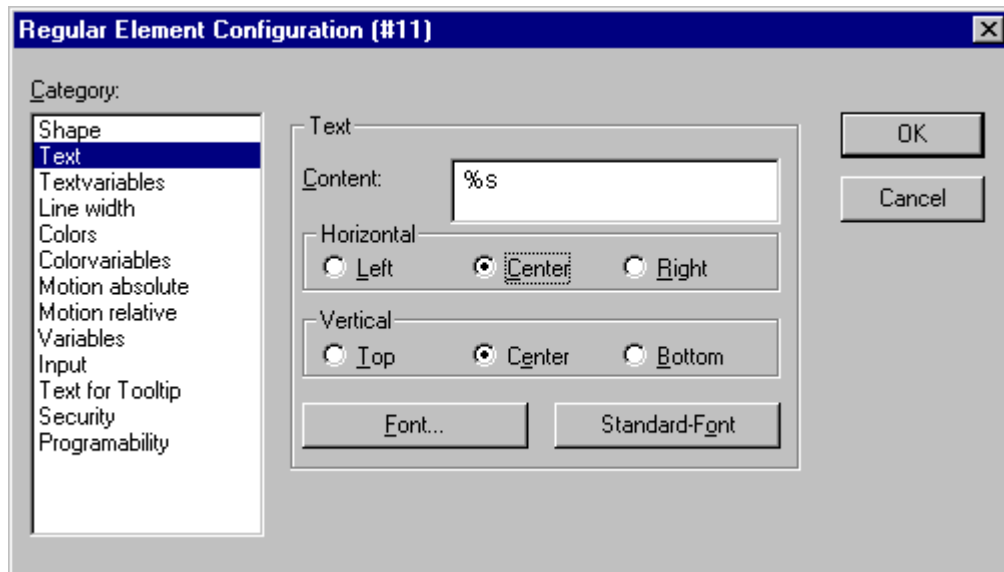 Regular Element Configuration (#11)
Category:
Shape
Text
Textvariables
Line width
Colors
Colorvariables
Motion absolute
Motion relative
Variables
Input
Text for Tooltip
Security
Programability
Text
Content: %s
Horizontal
Left Center Right
Vertical
Top Center Bottom
Font... Standard-Font
OK
Cancel